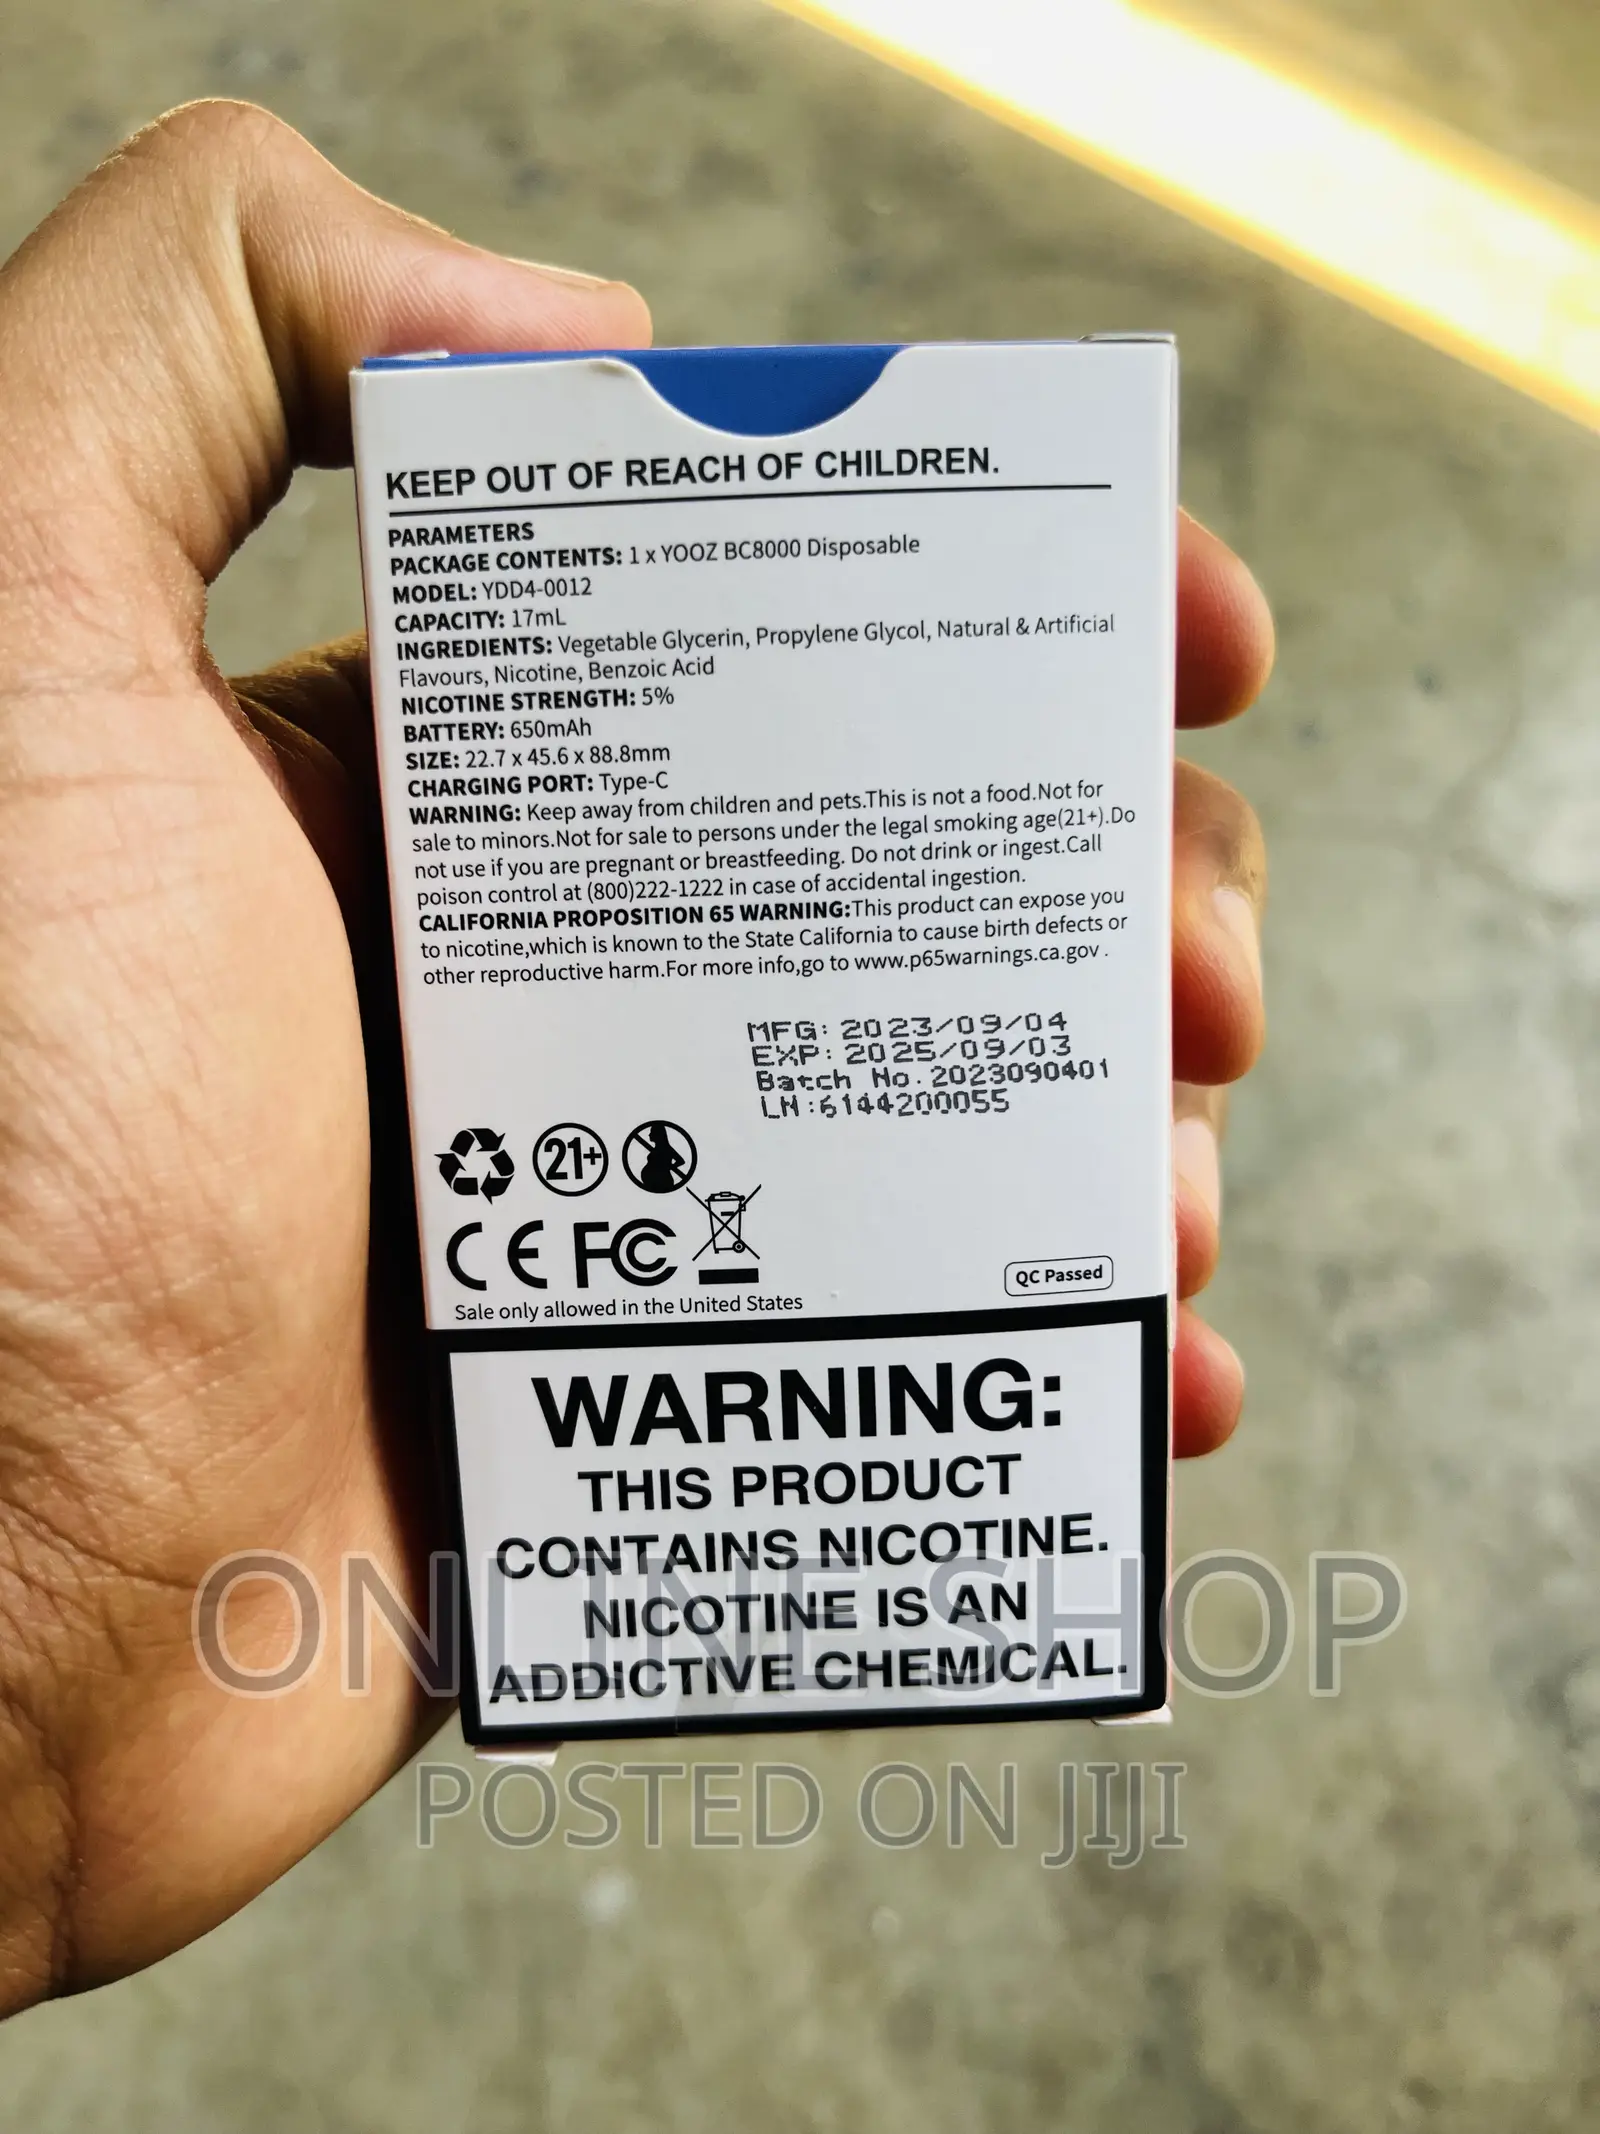 KEEP OUT OF REACH OF CHILDREN.
PARAMETERS
PACKAGE CONTENTS: 1 x YOOZ BC8000 Disposable
MODEL: YDD4-0012
CAPACITY: 17mL
INGREDIENTS: Vegetable Glycerin, Propylene Glycol, Natural & Artificial
Flavours, Nicotine, Benzoic Acid
NICOTINE STRENGTH: 5%
BATTERY: 650mAh
SIZE: 22.7 x 45.6 x 88.8mm
CHARGING PORT: Type-C
WARNING: Keep away from children and pets.This is not a food.Not for
sale to minors.Not for sale to persons under the legal smoking age(21+).Do
not use if you are pregnant or breastfeeding. Do not drink or ingest.Call
poison control at (800)222-1222 in case of accidental ingestion.
CALIFORNIA PROPOSITION 65 WARNING:This product can expose you
to nicotine,which is known to the State California to cause birth defects or
other reproductive harm.For more info,go to www.p65warnings.ca.gov .
MFG: 2023/09/04
EXP: 2025/09/03
Batch No. 2023090401
LN:6144200055
21+
CE FC
Sale only allowed in the United States
QC Passed
WARNING:
THIS PRODUCT
CONTAINS NICOTINE.
NICOTINE IS AN
ADDICTIVE CHEMICAL.
ONLINE SHOP
POSTED ON JIJI